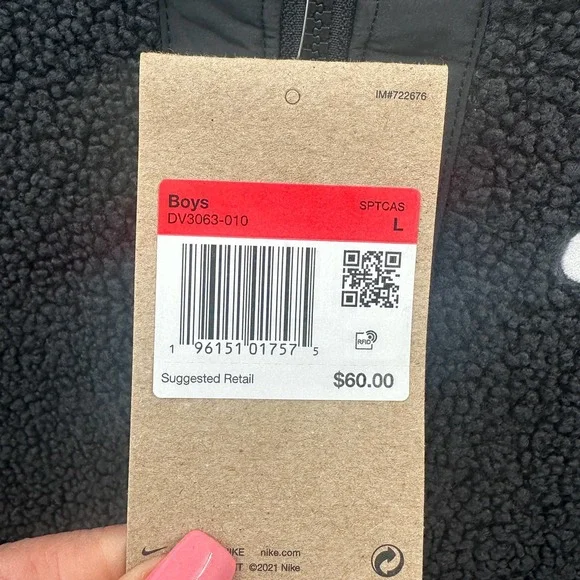 IM#722676
Boys SPTCAS
DV3063-010 L
RFID
1 96151 01757 5
Suggested Retail $60.00
KE nike.com
T ©2021 Nike